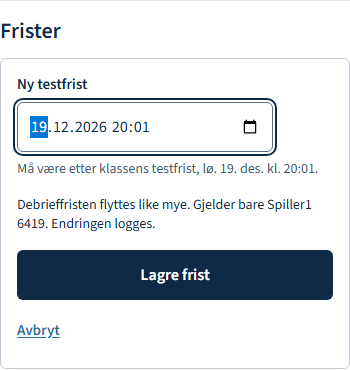 Frister
Ny testfrist
19.12.2026 20:01
Må være etter klassens testfrist, lø. 19. des. kl. 20:01.
Debrieffristen flyttes like mye. Gjelder bare Spiller1
6419. Endringen logges.
Lagre frist
Avbryt